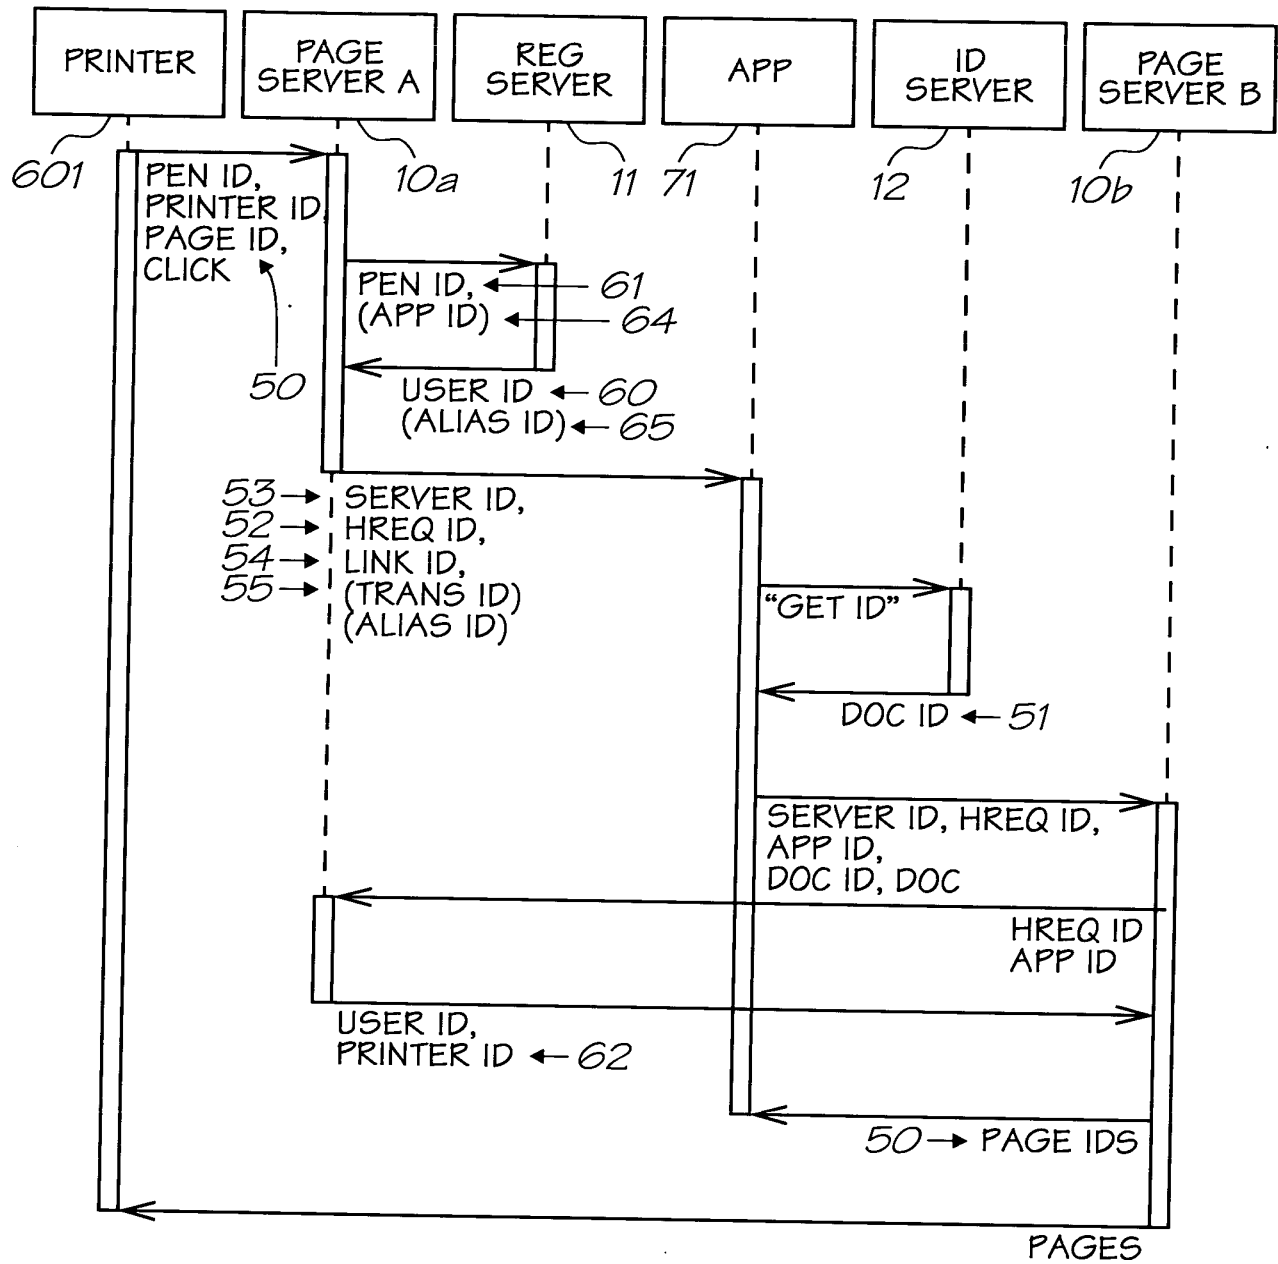 PRINTER
PAGE
SERVER A
REG
SERVER
APP
ID
SERVER
PAGE
SERVER B
601
10a
11
71
12
10b
PEN ID,
PRINTER ID
PAGE ID,
CLICK
50
PEN ID,
61
(APP ID)
64
USER ID
60
(ALIAS ID)
65
53
SERVER ID,
52
HREQ ID,
54
LINK ID,
55
(TRANS ID)
(ALIAS ID)
“GET ID”
DOC ID
51
SERVER ID, HREQ ID,
APP ID,
DOC ID, DOC
HREQ ID
APP ID
USER ID,
PRINTER ID
62
50
PAGE IDS
PAGES